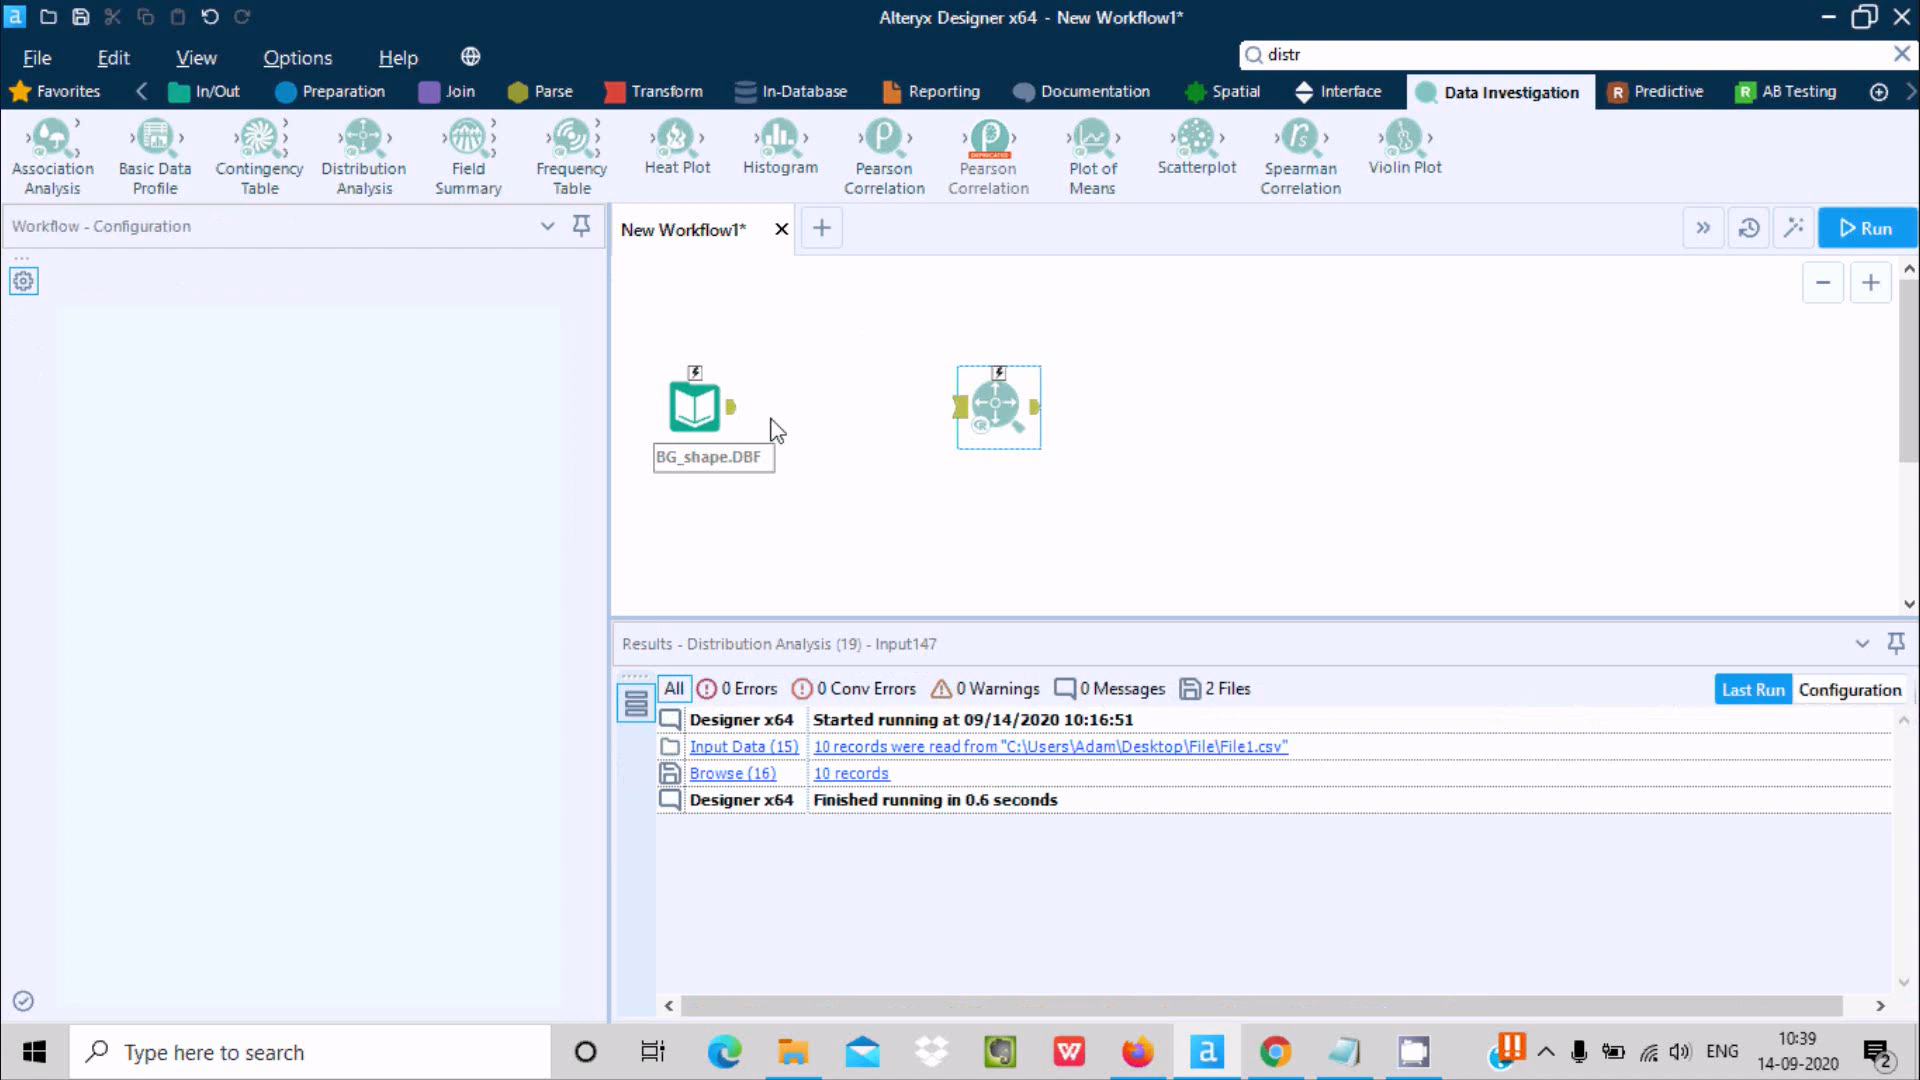 Alteryx Designer x64 - New Workflow1*
File Edit View Options Help
distr
Favorites In/Out Preparation Join Parse Transform In-Database Reporting Documentation Spatial Interface Data Investigation Predictive AB Testing
Association Analysis
Basic Data Profile
Contingency Table
Distribution Analysis
Field Summary
Frequency Table
Heat Plot
Histogram
Pearson Correlation
DEPRECATED
Pearson Correlation
Plot of Means
Scatterplot
Spearman Correlation
Violin Plot
Workflow - Configuration
New Workflow1*
Run
BG_shape.DBF
Results - Distribution Analysis (19) - Input147
All 0 Errors 0 Conv Errors 0 Warnings 0 Messages 2 Files Last Run Configuration
Designer x64 Started running at 09/14/2020 10:16:51
Input Data (15) 10 records were read from "C:\Users\Adam\Desktop\File\File1.csv"
Browse (16) 10 records
Designer x64 Finished running in 0.6 seconds
Type here to search
ENG
10:39
14-09-2020
2